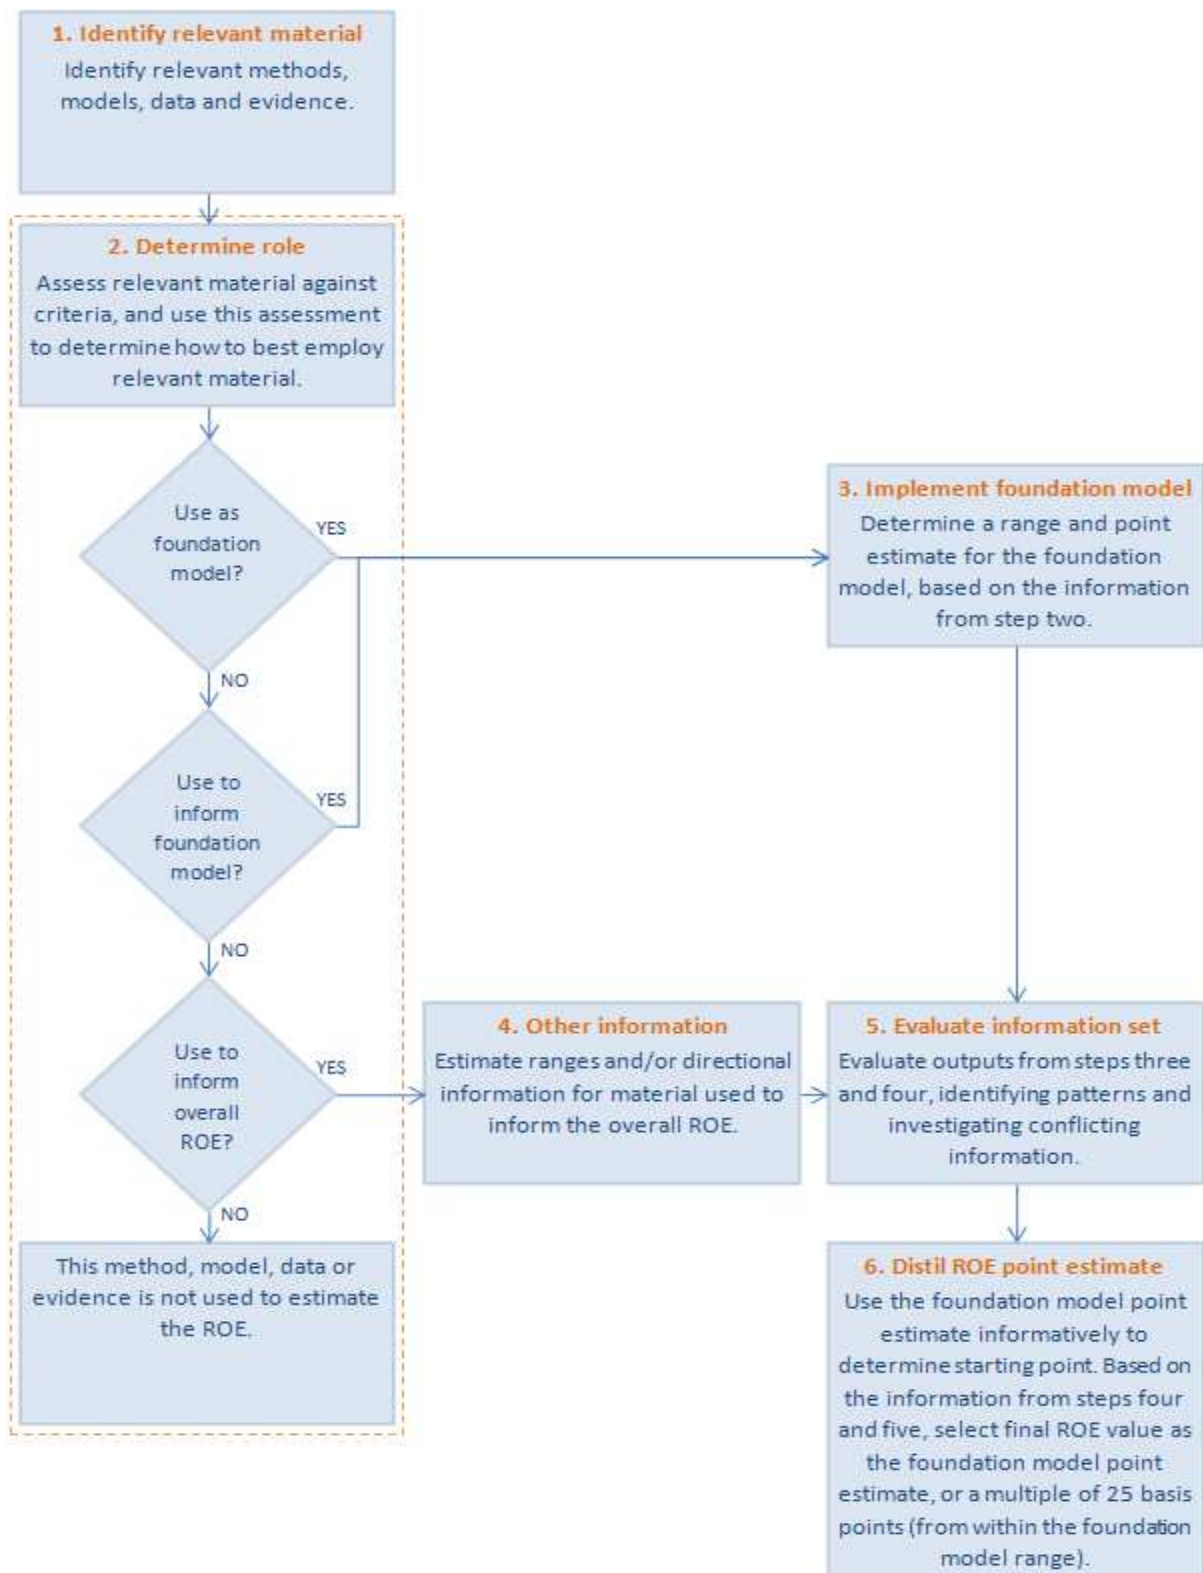 1. Identify relevant material
Identify relevant methods,
models, data and evidence.
2. Determine role
Assess relevant material against
criteria, and use this assessment
to determine how to best employ
relevant material.
Use as
foundation
model?
YES
NO
3. Implement foundation model
Determine a range and point
estimate for the foundation
model, based on the information
from step two.
Use to
inform
foundation
model?
YES
NO
Use to
inform
overall
ROE?
YES
NO
4. Other information
Estimate ranges and/or directional
information for material used to
inform the overall ROE.
5. Evaluate information set
Evaluate outputs from steps three
and four, identifying patterns and
investigating conflicting
information.
This method, model, data or
evidence is not used to estimate
the ROE.
6. Distil ROE point estimate
Use the foundation model point
estimate informatively to
determine starting point. Based on
the information from steps four
and five, select final ROE value as
the foundation model point
estimate, or a multiple of 25 basis
points (from within the foundation
model range).